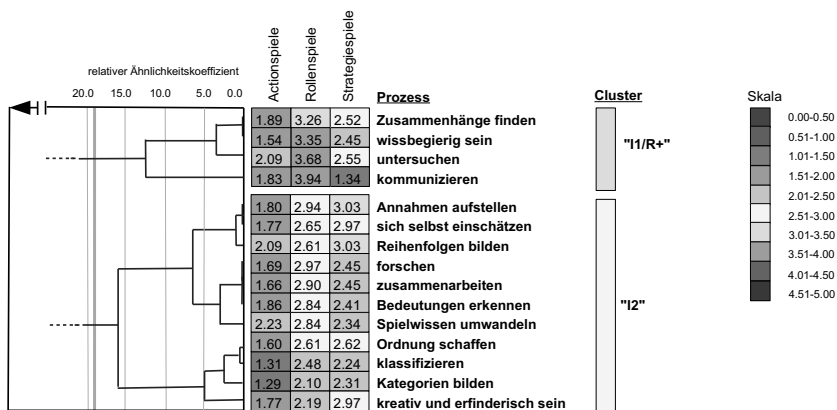 Actionspiele Rollenspiele Strategiespiele
relativer Ähnlichkeitskoeffizient
20.0 15.0 10.0 5.0 0.0
Prozess Cluster Skala
1.89 3.26 2.52 Zusammenhänge finden
1.54 3.35 2.45 wissbegierig sein
2.09 3.68 2.55 untersuchen
1.83 3.94 1.34 kommunizieren
"I1/R+"
1.80 2.94 3.03 Annahmen aufstellen
1.77 2.65 2.97 sich selbst einschätzen
2.09 2.61 3.03 Reihenfolgen bilden
1.69 2.97 2.45 forschen
1.66 2.90 2.45 zusammenarbeiten
1.86 2.84 2.41 Bedeutungen erkennen
2.23 2.84 2.34 Spielwissen umwandeln
1.60 2.61 2.62 Ordnung schaffen
1.31 2.48 2.24 klassifizieren
1.29 2.10 2.31 Kategorien bilden
1.77 2.19 2.97 kreativ und erfinderisch sein
"I2"
0.00-0.50
0.51-1.00
1.01-1.50
1.51-2.00
2.01-2.50
2.51-3.00
3.01-3.50
3.51-4.00
4.01-4.50
4.51-5.00